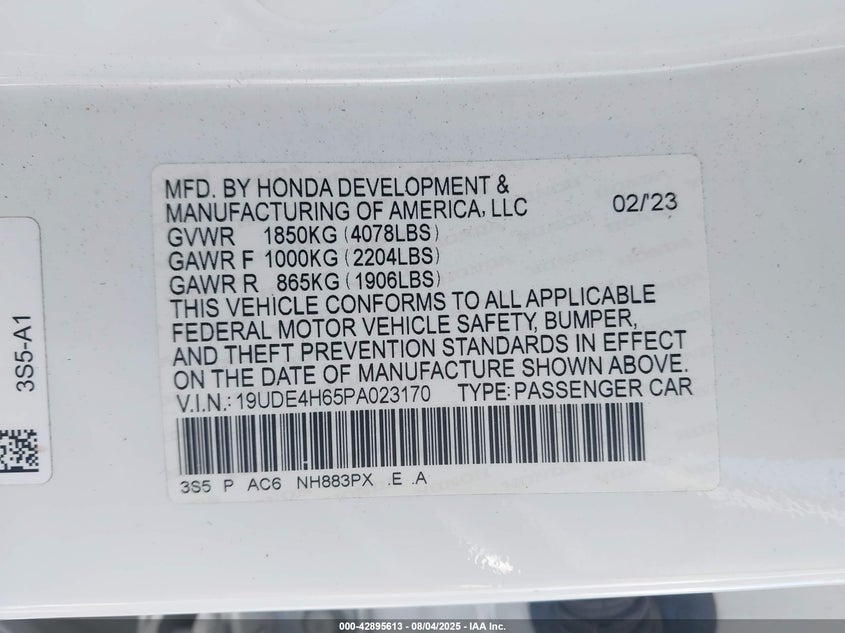 MFD. BY HONDA DEVELOPMENT &
MANUFACTURING OF AMERICA, LLC 02/'23
GVWR 1850KG (4078LBS)
GAWR F 1000KG (2204LBS)
GAWR R 865KG (1906LBS)
THIS VEHICLE CONFORMS TO ALL APPLICABLE
FEDERAL MOTOR VEHICLE SAFETY, BUMPER,
AND THEFT PREVENTION STANDARDS IN EFFECT
ON THE DATE OF MANUFACTURE SHOWN ABOVE.
V.I.N.: 19UDE4H65PA023170 TYPE: PASSENGER CAR
3S5 P AC6 NH883PX .E .A
3S5-A1
000-42895613 - 08/04/2025 - IAA Inc.